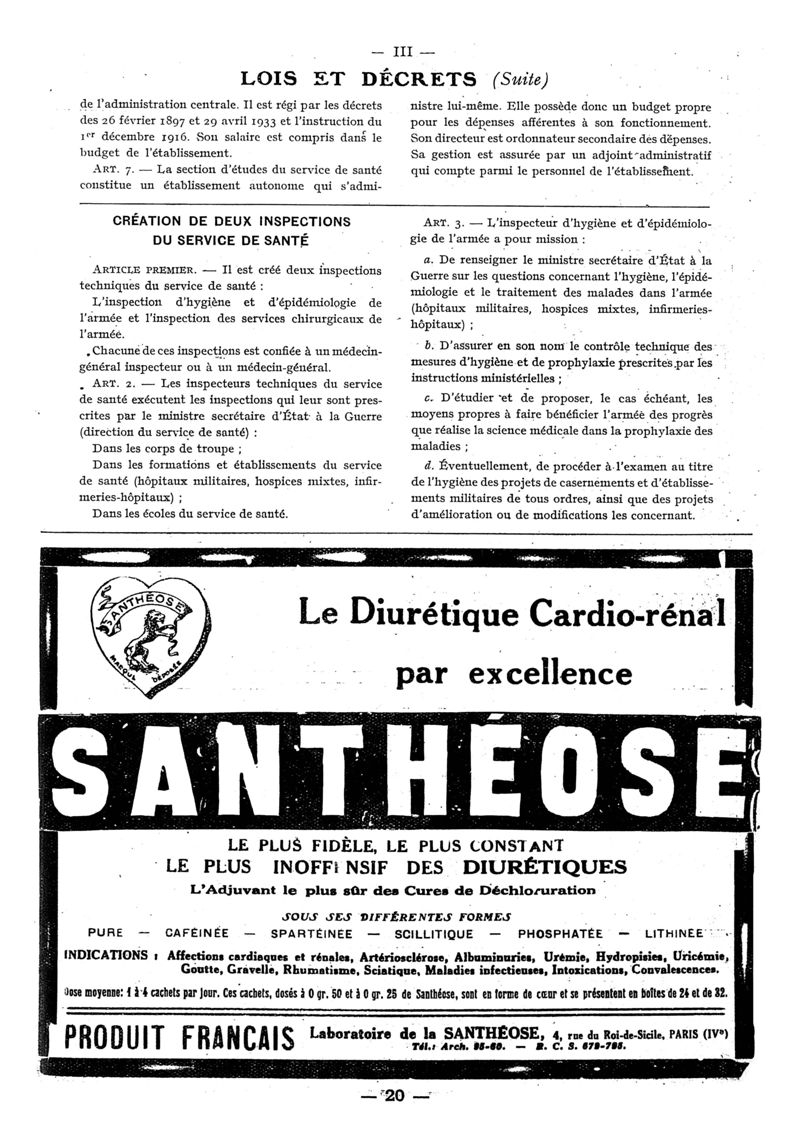 — III —
LOIS ET DÉCRETS (Suite)
de l'administration centrale. Il est régi par les décrets
des 26 février 1897 et 29 avril 1933 et l'instruction du
1er décembre 1916. Son salaire est compris dans le
budget de l'établissement.
ART. 7. — La section d'études du service de santé
constitue un établissement autonome qui s'admi-
nistre lui-même. Elle possède donc un budget propre
pour les dépenses afférentes à son fonctionnement.
Son directeur est ordonnateur secondaire des dépenses.
Sa gestion est assurée par un adjoint administratif
qui compte parmi le personnel de l'établissement.
CRÉATION DE DEUX INSPECTIONS
DU SERVICE DE SANTÉ
ARTICLE PREMIER. — Il est créé deux inspections
techniques du service de santé :
L'inspection d'hygiène et d'épidémiologie de
l'armée et l'inspection des services chirurgicaux de
l'armée.
Chacune de ces inspections est confiée à un médecin-
général inspecteur ou à un médecin-général.
ART. 2. — Les inspecteurs techniques du service
de santé exécutent les inspections qui leur sont pres-
crites par le ministre secrétaire d'État à la Guerre
(direction du service de santé) :
Dans les corps de troupe ;
Dans les formations et établissements du service
de santé (hôpitaux militaires, hospices mixtes, infir-
meries-hôpitaux) ;
Dans les écoles du service de santé.
ART. 3. — L'inspecteur d'hygiène et d'épidémiolo-
gie de l'armée a pour mission :
a. De renseigner le ministre secrétaire d'État à la
Guerre sur les questions concernant l'hygiène, l'épidé-
miologie et le traitement des malades dans l'armée
(hôpitaux militaires, hospices mixtes, infirmeries-
hôpitaux) ;
b. D'assurer en son nom le contrôle technique des
mesures d'hygiène et de prophylaxie prescrites par les
instructions ministérielles ;
c. D'étudier et de proposer, le cas échéant, les
moyens propres à faire bénéficier l'armée des progrès
que réalise la science médicale dans la prophylaxie des
maladies ;
d. Éventuellement, de procéder à l'examen au titre
de l'hygiène des projets de casernements et d'établisse-
ments militaires de tous ordres, ainsi que des projets
d'amélioration ou de modifications les concernant.
SANTHÉOSE
MARQUE DÉPOSÉE
Le Diurétique Cardio-rénal
par excellence
SANTHÉOSE
LE PLUS FIDÈLE, LE PLUS CONSTANT
LE PLUS INOFFENSIF DES DIURÉTIQUES
L'Adjuvant le plus sûr des Cures de Déchloruration
SOUS SES DIFFÉRENTES FORMES
PURE — CAFÉINÉE — SPARTÉINEE — SCILLITIQUE — PHOSPHATÉE — LITHINEE
INDICATIONS : Affections cardiaques et rénales, Artériosclérose, Albuminuries, Urémie, Hydropisies, Uricémie,
Goutte, Gravelle, Rhumatisme, Sciatique, Maladies infectieuses, Intoxications, Convalescences.
Dose moyenne: 1 à 4 cachets par jour. Ces cachets, dosés à 0 gr. 50 et à 0 gr. 25 de Santhéose, sont en forme de cœur et se présentent en boîtes de 24 et de 32.
PRODUIT FRANCAIS
Laboratoire de la SANTHÉOSE, 4, rue du Roi-de-Sicile, PARIS (IVe)
Tél.: Arch. 95-60. — R. C. S. 679-795.
— 20 —